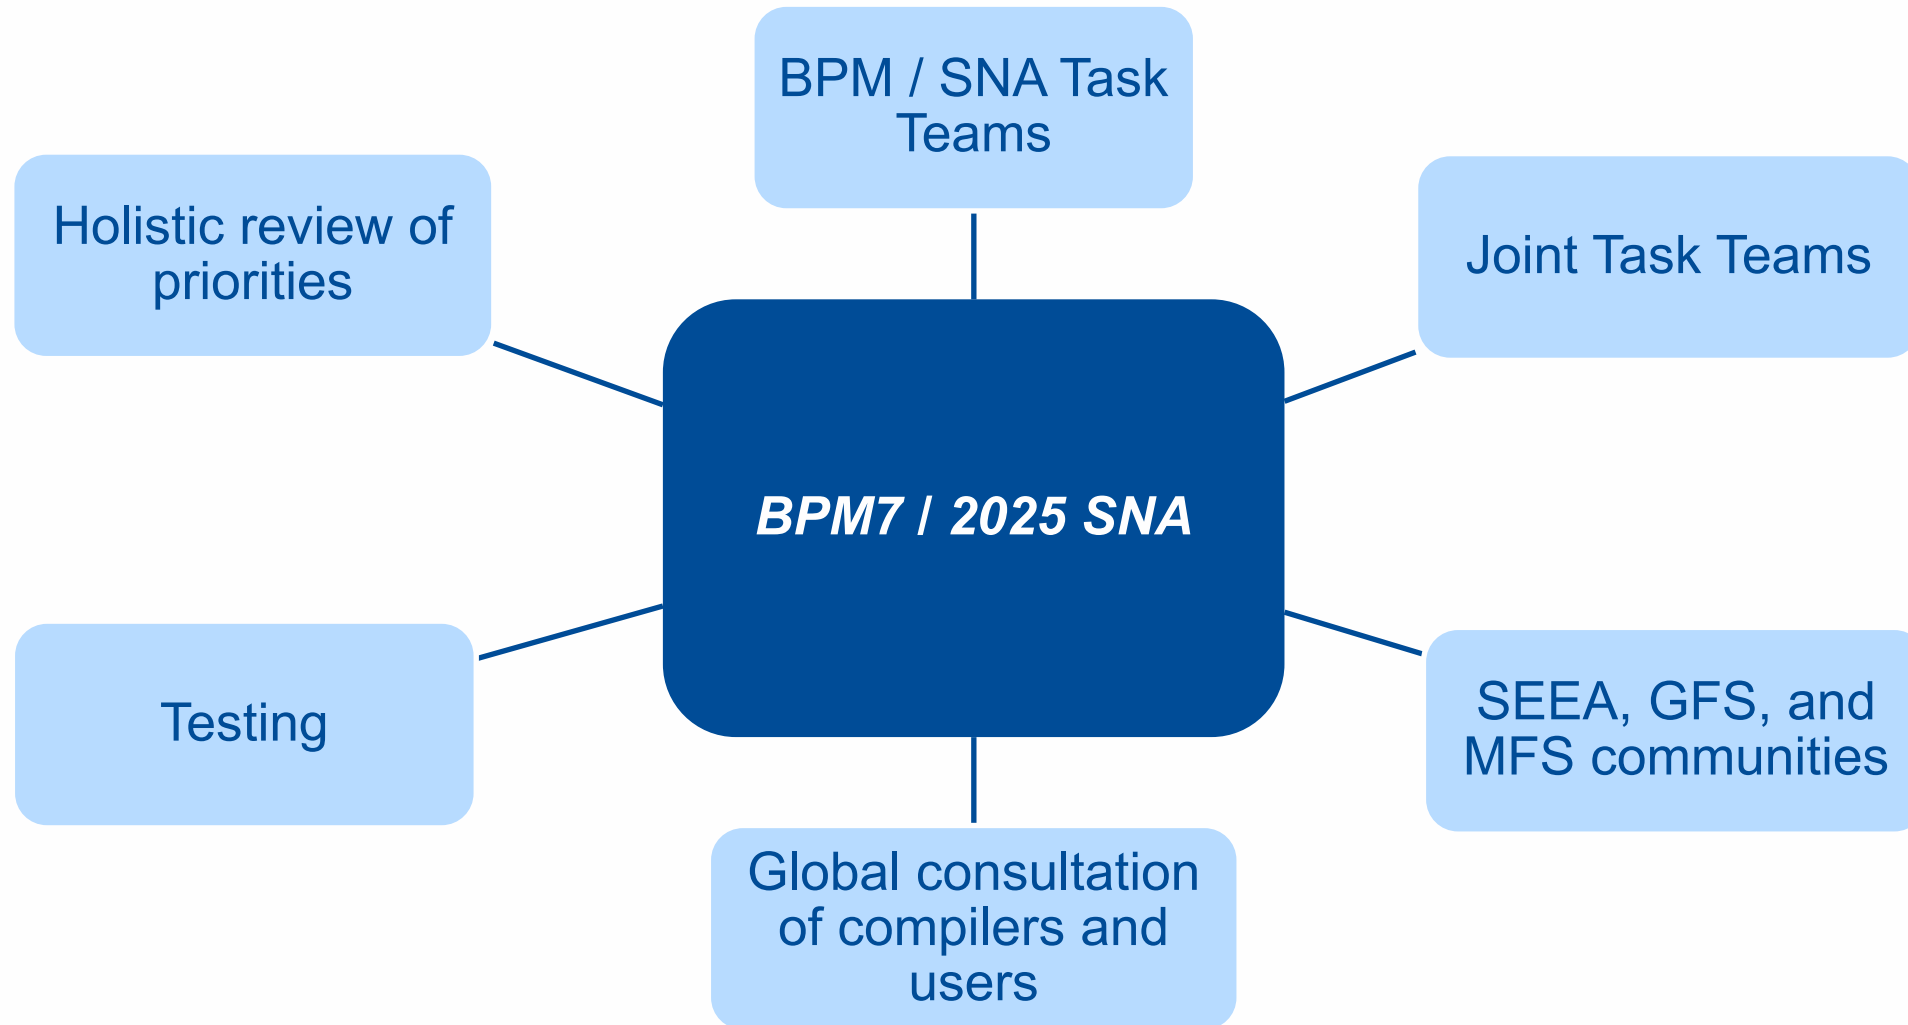 BPM / SNA Task
Teams
Holistic review of
priorities
Joint Task Teams
BPM7 / 2025 SNA
Testing
SEEA, GFS, and
MFS communities
Global consultation
of compilers and
users